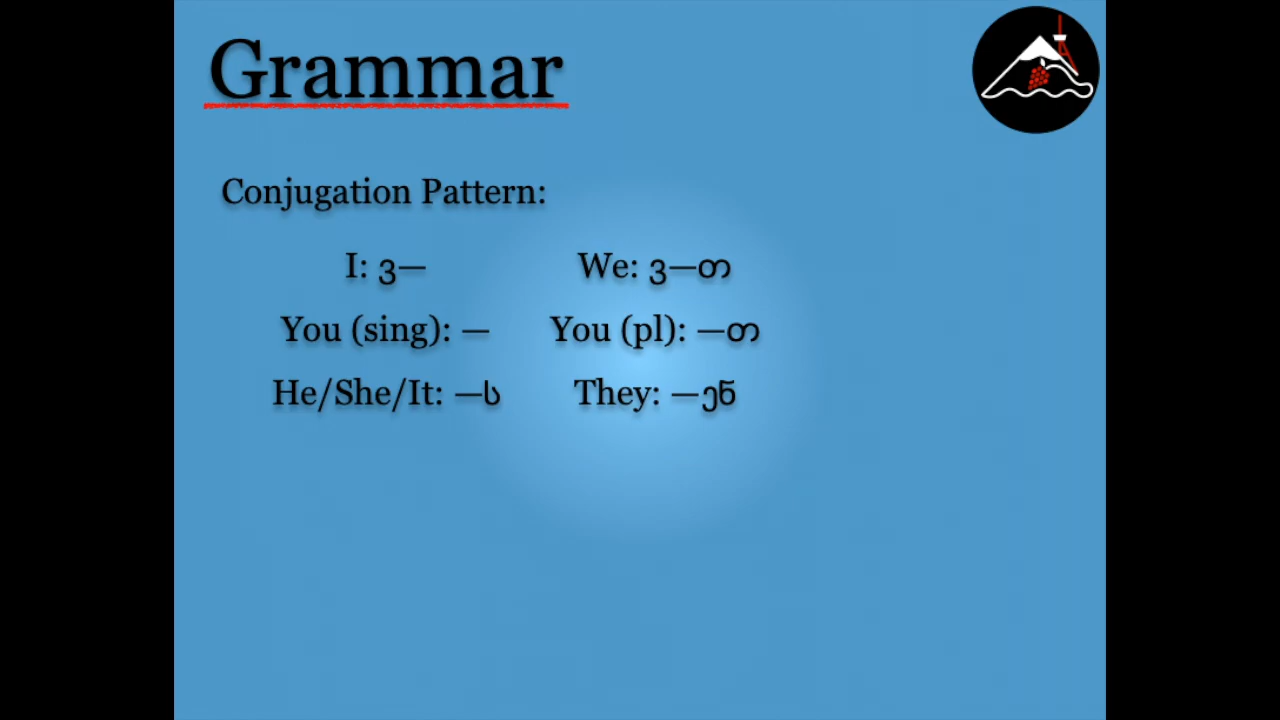 Grammar
Conjugation Pattern:
I: ვ— We: ვ—თ
You (sing): — You (pl): —თ
He/She/It: —ს They: —ენ